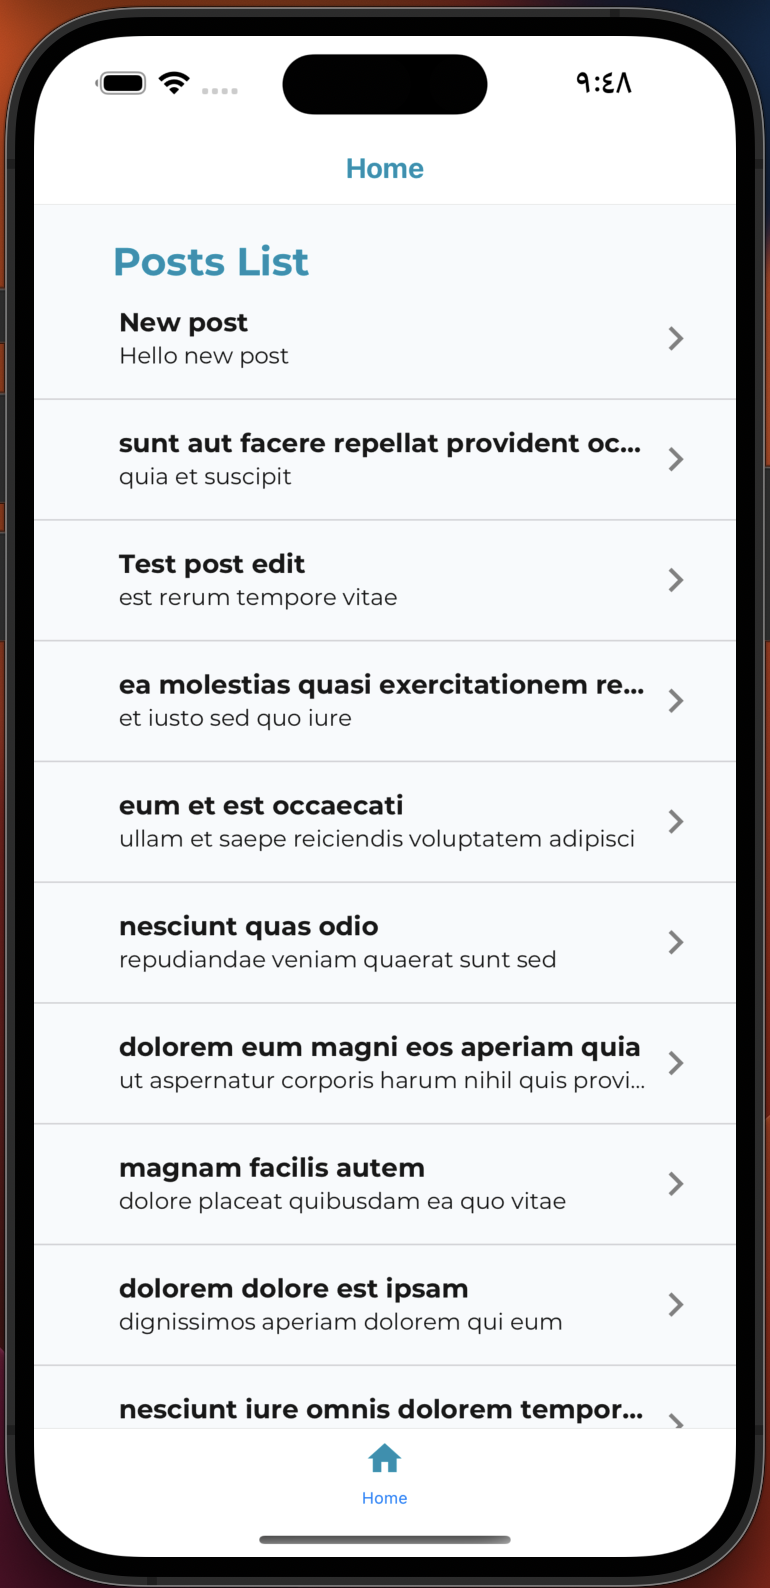 ٩:٤٨
Home
Posts List
New post
Hello new post
sunt aut facere repellat provident oc...
quia et suscipit
Test post edit
est rerum tempore vitae
ea molestias quasi exercitationem re...
et iusto sed quo iure
eum et est occaecati
ullam et saepe reiciendis voluptatem adipisci
nesciunt quas odio
repudiandae veniam quaerat sunt sed
dolorem eum magni eos aperiam quia
ut aspernatur corporis harum nihil quis provi...
magnam facilis autem
dolore placeat quibusdam ea quo vitae
dolorem dolore est ipsam
dignissimos aperiam dolorem qui eum
nesciunt iure omnis dolorem tempor...
Home